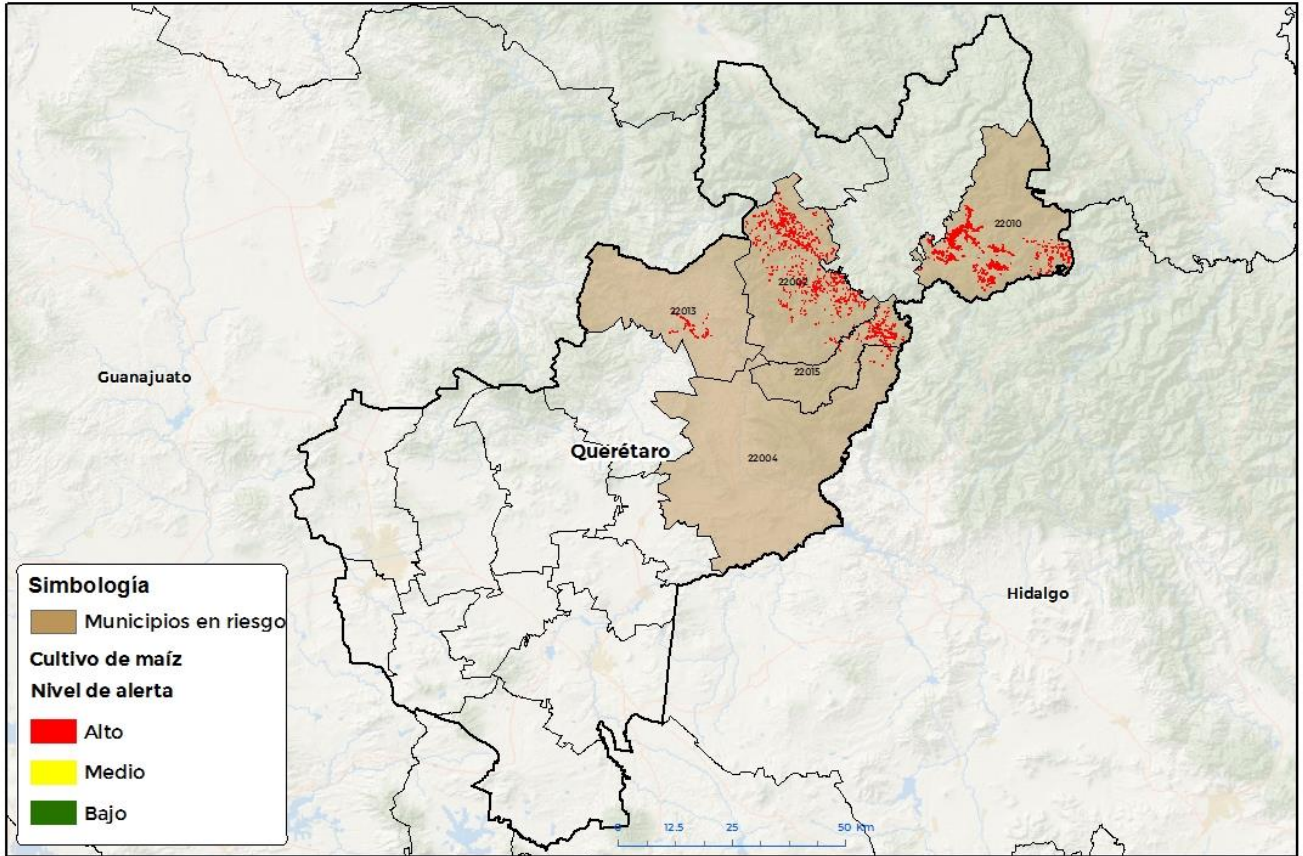 22010
22002
22013
22015
Guanajuato
Querétaro
22004
Hidalgo
Simbología
Municipios en riesgo
Cultivo de maíz
Nivel de alerta
Alto
Medio
Bajo
0 12.5 25 50 Km